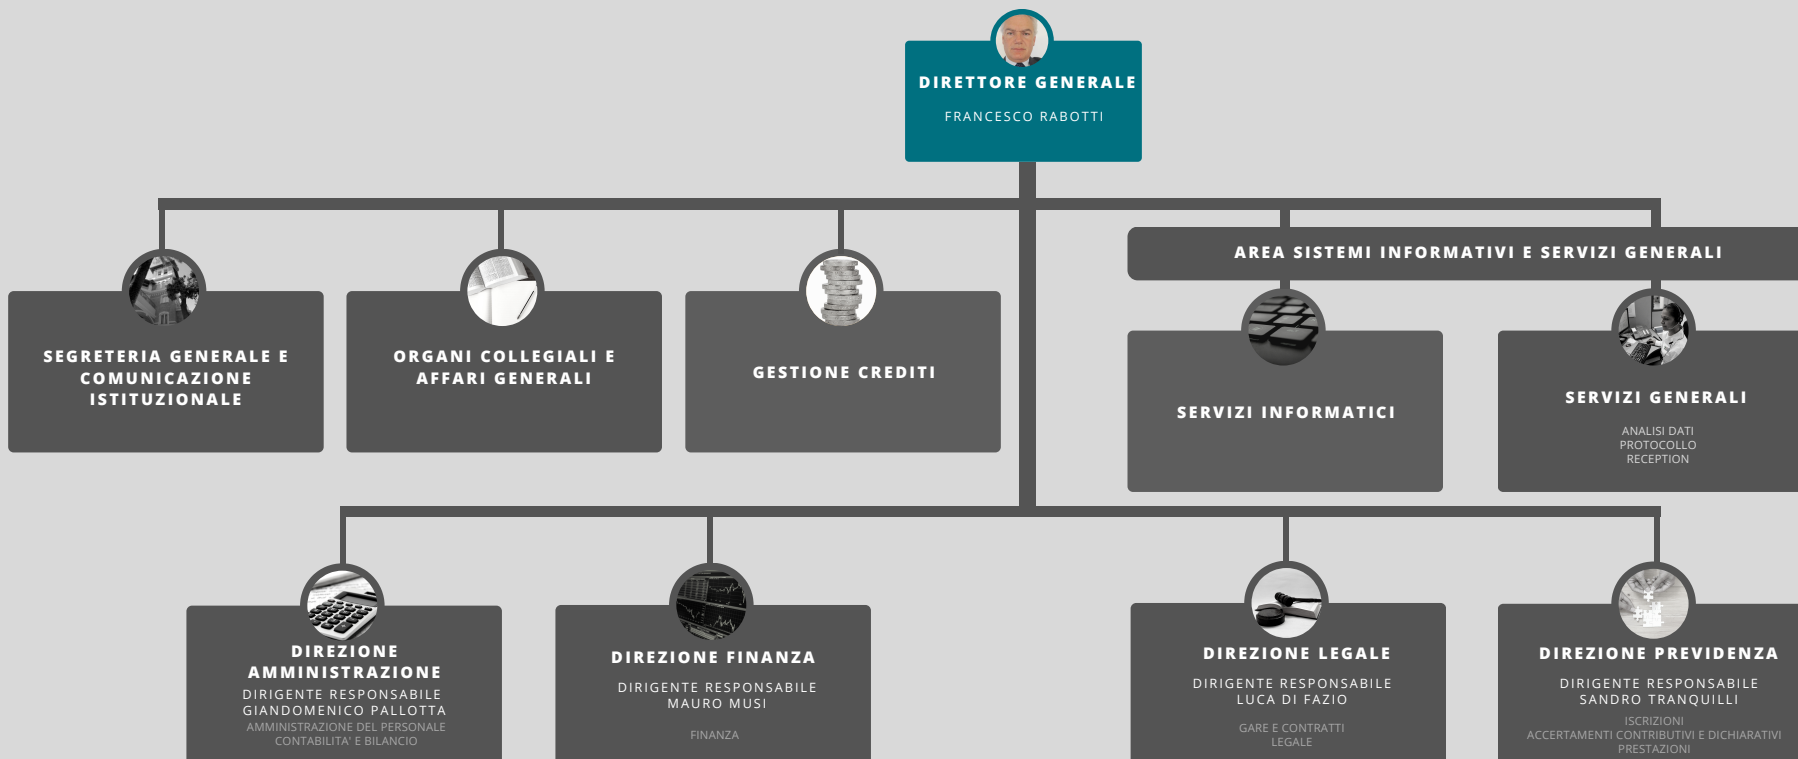 DIRETTORE GENERALE
FRANCESCO RABOTTI
AREA SISTEMI INFORMATIVI E SERVIZI GENERALI
SEGRETERIA GENERALE E
COMUNICAZIONE
ISTITUZIONALE
ORGANI COLLEGIALI E
AFFARI GENERALI
GESTIONE CREDITI
SERVIZI INFORMATICI
SERVIZI GENERALI
ANALISI DATI
PROTOCOLLO
RECEPTION
DIREZIONE
AMMINISTRAZIONE
DIRIGENTE RESPONSABILE
GIANDOMENICO PALLOTTA
AMMINISTRAZIONE DEL PERSONALE
CONTABILITA' E BILANCIO
DIREZIONE FINANZA
DIRIGENTE RESPONSABILE
MAURO MUSI
FINANZA
DIREZIONE LEGALE
DIRIGENTE RESPONSABILE
LUCA DI FAZIO
GARE E CONTRATTI
LEGALE
DIREZIONE PREVIDENZA
DIRIGENTE RESPONSABILE
SANDRO TRANQUILLI
ISCRIZIONI
ACCERTAMENTI CONTRIBUTIVI E DICHIARATIVI
PRESTAZIONI